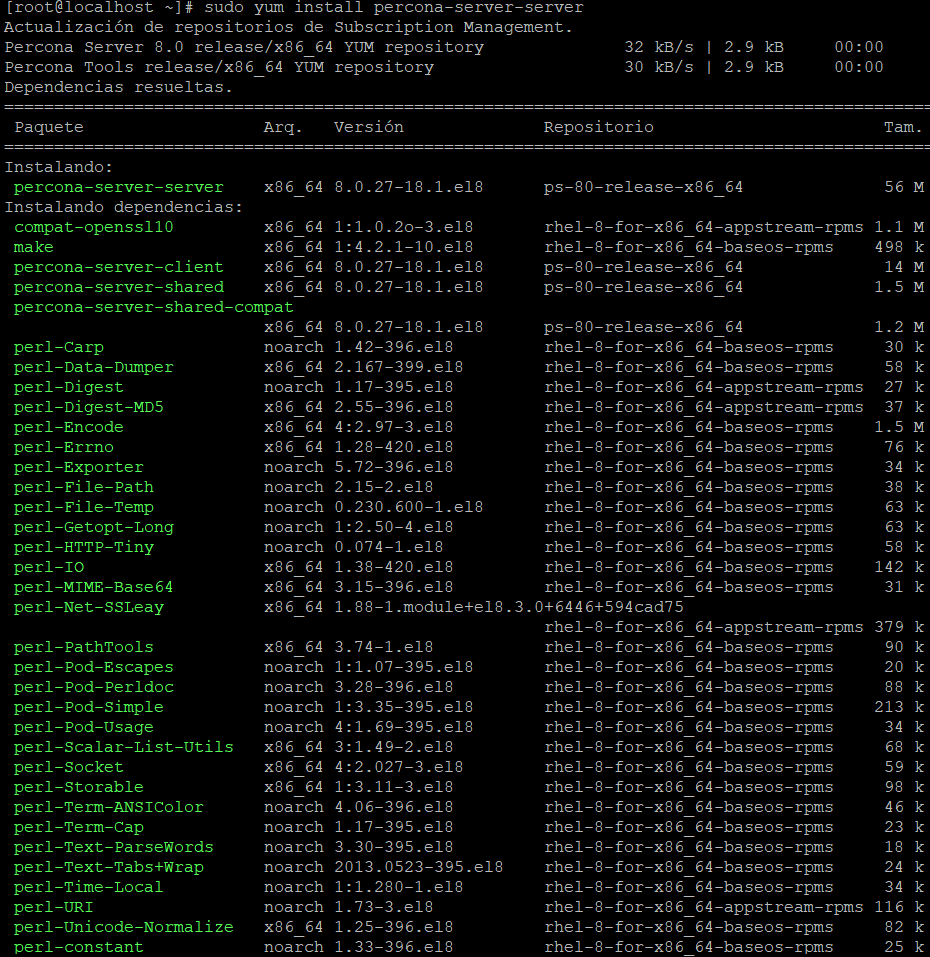 [root@localhost ~]# sudo yum install percona-server-server
Actualización de repositorios de Subscription Management.
Percona Server 8.0 release/x86_64 YUM repository              32 kB/s | 2.9 kB     00:00
Percona Tools release/x86_64 YUM repository                   30 kB/s | 2.9 kB     00:00
Dependencias resueltas.
=============================================================================================
 Paquete                  Arq.   Versión              Repositorio                       Tam.
=============================================================================================
Instalando:
 percona-server-server    x86_64 8.0.27-18.1.el8      ps-80-release-x86_64              56 M
Instalando dependencias:
 compat-openssl10         x86_64 1:1.0.2o-3.el8       rhel-8-for-x86_64-appstream-rpms 1.1 M
 make                     x86_64 1:4.2.1-10.el8       rhel-8-for-x86_64-baseos-rpms    498 k
 percona-server-client    x86_64 8.0.27-18.1.el8      ps-80-release-x86_64              14 M
 percona-server-shared    x86_64 8.0.27-18.1.el8      ps-80-release-x86_64             1.5 M
 percona-server-shared-compat
                          x86_64 8.0.27-18.1.el8      ps-80-release-x86_64             1.2 M
 perl-Carp                noarch 1.42-396.el8         rhel-8-for-x86_64-baseos-rpms     30 k
 perl-Data-Dumper         x86_64 2.167-399.el8        rhel-8-for-x86_64-baseos-rpms     58 k
 perl-Digest              noarch 1.17-395.el8         rhel-8-for-x86_64-appstream-rpms  27 k
 perl-Digest-MD5          x86_64 2.55-396.el8         rhel-8-for-x86_64-appstream-rpms  37 k
 perl-Encode              x86_64 4:2.97-3.el8         rhel-8-for-x86_64-baseos-rpms    1.5 M
 perl-Errno               x86_64 1.28-420.el8         rhel-8-for-x86_64-baseos-rpms     76 k
 perl-Exporter            noarch 5.72-396.el8         rhel-8-for-x86_64-baseos-rpms     34 k
 perl-File-Path           noarch 2.15-2.el8           rhel-8-for-x86_64-baseos-rpms     38 k
 perl-File-Temp           noarch 0.230.600-1.el8      rhel-8-for-x86_64-baseos-rpms     63 k
 perl-Getopt-Long         noarch 1:2.50-4.el8         rhel-8-for-x86_64-baseos-rpms     63 k
 perl-HTTP-Tiny           noarch 0.074-1.el8          rhel-8-for-x86_64-baseos-rpms     58 k
 perl-IO                  x86_64 1.38-420.el8         rhel-8-for-x86_64-baseos-rpms    142 k
 perl-MIME-Base64         x86_64 3.15-396.el8         rhel-8-for-x86_64-baseos-rpms     31 k
 perl-Net-SSLeay          x86_64 1.88-1.module+el8.3.0+6446+594cad75
                                                      rhel-8-for-x86_64-appstream-rpms 379 k
 perl-PathTools           x86_64 3.74-1.el8           rhel-8-for-x86_64-baseos-rpms     90 k
 perl-Pod-Escapes         noarch 1:1.07-395.el8       rhel-8-for-x86_64-baseos-rpms     20 k
 perl-Pod-Perldoc         noarch 3.28-396.el8         rhel-8-for-x86_64-baseos-rpms     88 k
 perl-Pod-Simple          noarch 1:3.35-395.el8       rhel-8-for-x86_64-baseos-rpms    213 k
 perl-Pod-Usage           noarch 4:1.69-395.el8       rhel-8-for-x86_64-baseos-rpms     34 k
 perl-Scalar-List-Utils   x86_64 3:1.49-2.el8         rhel-8-for-x86_64-baseos-rpms     68 k
 perl-Socket              x86_64 4:2.027-3.el8        rhel-8-for-x86_64-baseos-rpms     59 k
 perl-Storable            x86_64 1:3.11-3.el8         rhel-8-for-x86_64-baseos-rpms     98 k
 perl-Term-ANSIColor      noarch 4.06-396.el8         rhel-8-for-x86_64-baseos-rpms     46 k
 perl-Term-Cap            noarch 1.17-395.el8         rhel-8-for-x86_64-baseos-rpms     23 k
 perl-Text-ParseWords     noarch 3.30-395.el8         rhel-8-for-x86_64-baseos-rpms     18 k
 perl-Text-Tabs+Wrap      noarch 2013.0523-395.el8    rhel-8-for-x86_64-baseos-rpms     24 k
 perl-Time-Local          noarch 1:1.280-1.el8        rhel-8-for-x86_64-baseos-rpms     34 k
 perl-URI                 noarch 1.73-3.el8           rhel-8-for-x86_64-appstream-rpms 116 k
 perl-Unicode-Normalize   x86_64 1.25-396.el8         rhel-8-for-x86_64-baseos-rpms     82 k
 perl-constant            noarch 1.33-396.el8         rhel-8-for-x86_64-baseos-rpms     25 k